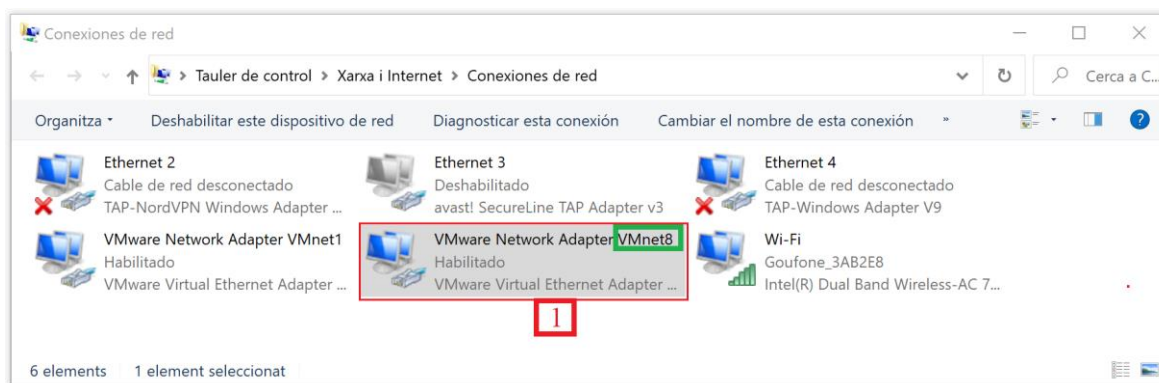 Conexiones de red
Tauler de control > Xarxa i Internet > Conexiones de red
Cerca a C...
Organitza
Deshabilitar este dispositivo de red
Diagnosticar esta conexión
Cambiar el nombre de esta conexión
»
Ethernet 2
Cable de red desconectado
TAP-NordVPN Windows Adapter ...
Ethernet 3
Deshabilitado
avast! SecureLine TAP Adapter v3
Ethernet 4
Cable de red desconectado
TAP-Windows Adapter V9
VMware Network Adapter VMnet1
Habilitado
VMware Virtual Ethernet Adapter ...
VMware Network Adapter VMnet8
Habilitado
VMware Virtual Ethernet Adapter ...
Wi-Fi
Goufone_3AB2E8
Intel(R) Dual Band Wireless-AC 7...
1
6 elements
1 element seleccionat